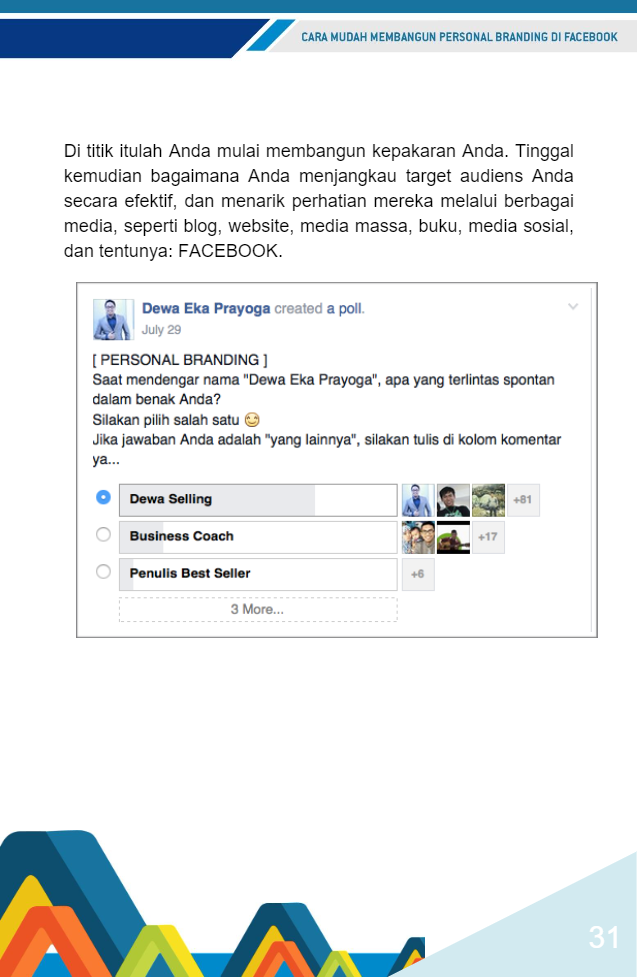 CARA MUDAH MEMBANGUN PERSONAL BRANDING DI FACEBOOK
Di titik itulah Anda mulai membangun kepakaran Anda. Tinggal
kemudian bagaimana Anda menjangkau target audiens Anda
secara efektif, dan menarik perhatian mereka melalui berbagai
media, seperti blog, website, media massa, buku, media sosial,
dan tentunya: FACEBOOK.
Dewa Eka Prayoga created a poll.
July 29
[ PERSONAL BRANDING ]
Saat mendengar nama "Dewa Eka Prayoga", apa yang terlintas spontan
dalam benak Anda?
Silakan pilih salah satu 😊
Jika jawaban Anda adalah "yang lainnya", silakan tulis di kolom komentar
ya...
Dewa Selling +81
Business Coach +17
Penulis Best Seller +6
3 More...
31